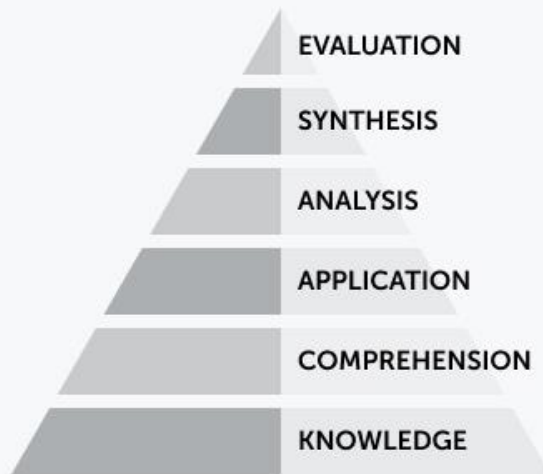 EVALUATION
SYNTHESIS
ANALYSIS
APPLICATION
COMPREHENSION
KNOWLEDGE